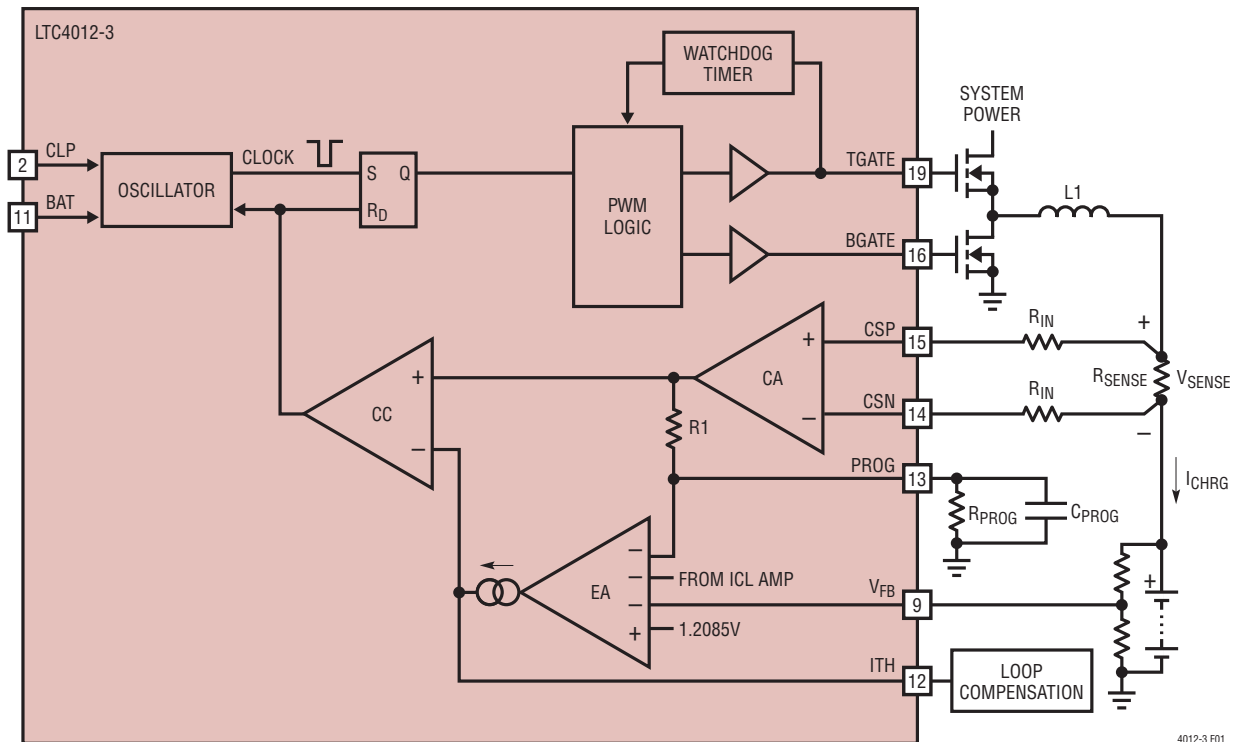 LTC4012-3
WATCHDOG
TIMER
SYSTEM
POWER
2
CLP
11
BAT
OSCILLATOR
CLOCK
S
Q
RD
PWM
LOGIC
TGATE
19
BGATE
16
L1
CSP
15
RIN
+
CSN
14
RIN
RSENSE
VSENSE
−
CA
+
−
R1
CC
+
−
PROG
13
RPROG
CPROG
ICHRG
EA
−
−
FROM ICL AMP
−
VFB
9
+
1.2085V
+
ITH
12
LOOP
COMPENSATION
4012-3 F01